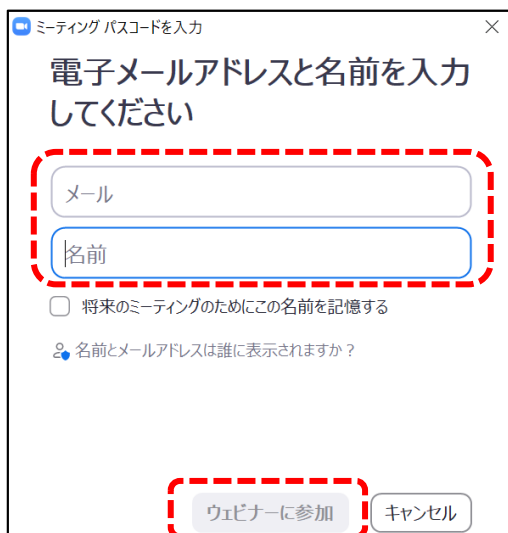 ミーティング パスコードを入力
電子メールアドレスと名前を入力
してください
メール
名前
将来のミーティングのためにこの名前を記憶する
名前とメールアドレスは誰に表示されますか？
ウェビナーに参加 キャンセル